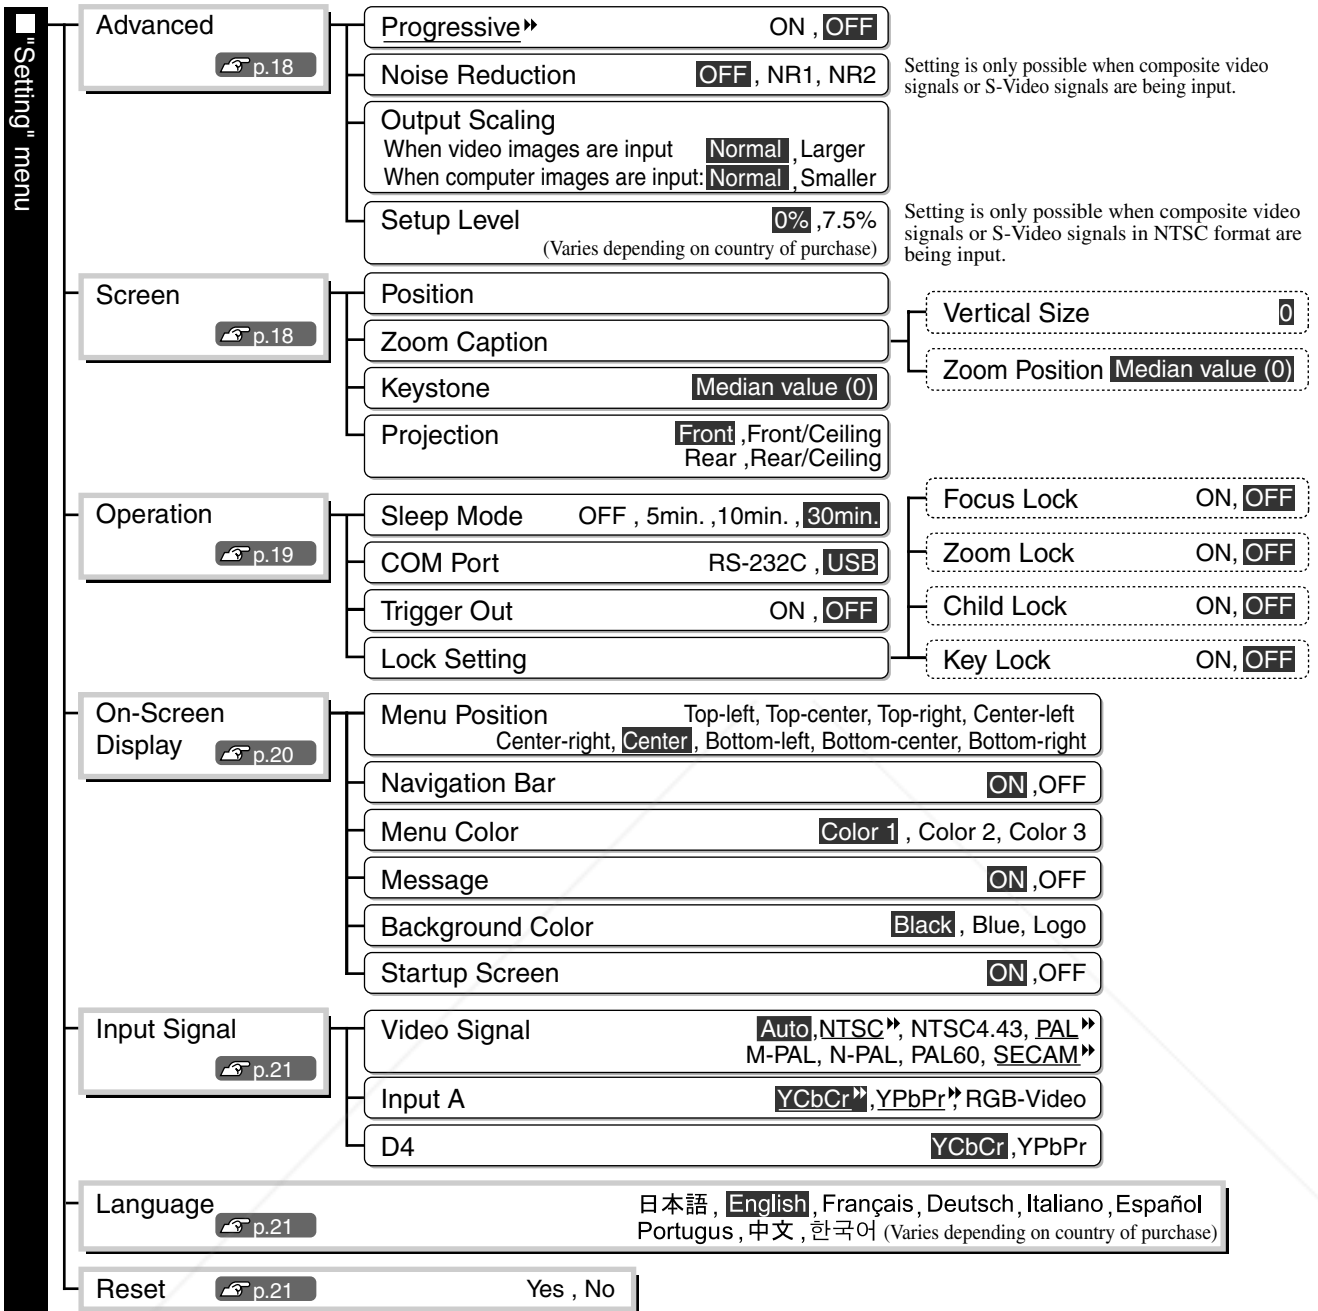 "Setting" menu
Advanced
p.18
Progressive ON , OFF
Noise Reduction OFF , NR1, NR2
Setting is only possible when composite video
signals or S-Video signals are being input.
Output Scaling
When video images are input Normal , Larger
When computer images are input: Normal , Smaller
Setup Level 0% ,7.5%
(Varies depending on country of purchase)
Setting is only possible when composite video
signals or S-Video signals in NTSC format are
being input.
Screen
p.18
Position
Zoom Caption
Vertical Size 0
Zoom Position Median value (0)
Keystone Median value (0)
Projection Front ,Front/Ceiling
Rear ,Rear/Ceiling
Operation
p.19
Sleep Mode OFF , 5min. ,10min. , 30min.
COM Port RS-232C , USB
Trigger Out ON , OFF
Lock Setting
Focus Lock ON, OFF
Zoom Lock ON, OFF
Child Lock ON, OFF
Key Lock ON, OFF
On-Screen
Display p.20
Menu Position Top-left, Top-center, Top-right, Center-left
Center-right, Center , Bottom-left, Bottom-center, Bottom-right
Navigation Bar ON ,OFF
Menu Color Color 1 , Color 2, Color 3
Message ON ,OFF
Background Color Black , Blue, Logo
Startup Screen ON ,OFF
Input Signal
p.21
Video Signal Auto ,NTSC , NTSC4.43, PAL
M-PAL, N-PAL, PAL60, SECAM
Input A YCbCr ,YPbPr , RGB-Video
D4 YCbCr ,YPbPr
Language
p.21
日本語 , English , Français , Deutsch , Italiano , Español
Portugus , 中文 , 한국어 (Varies depending on country of purchase)
Reset p.21 Yes , No